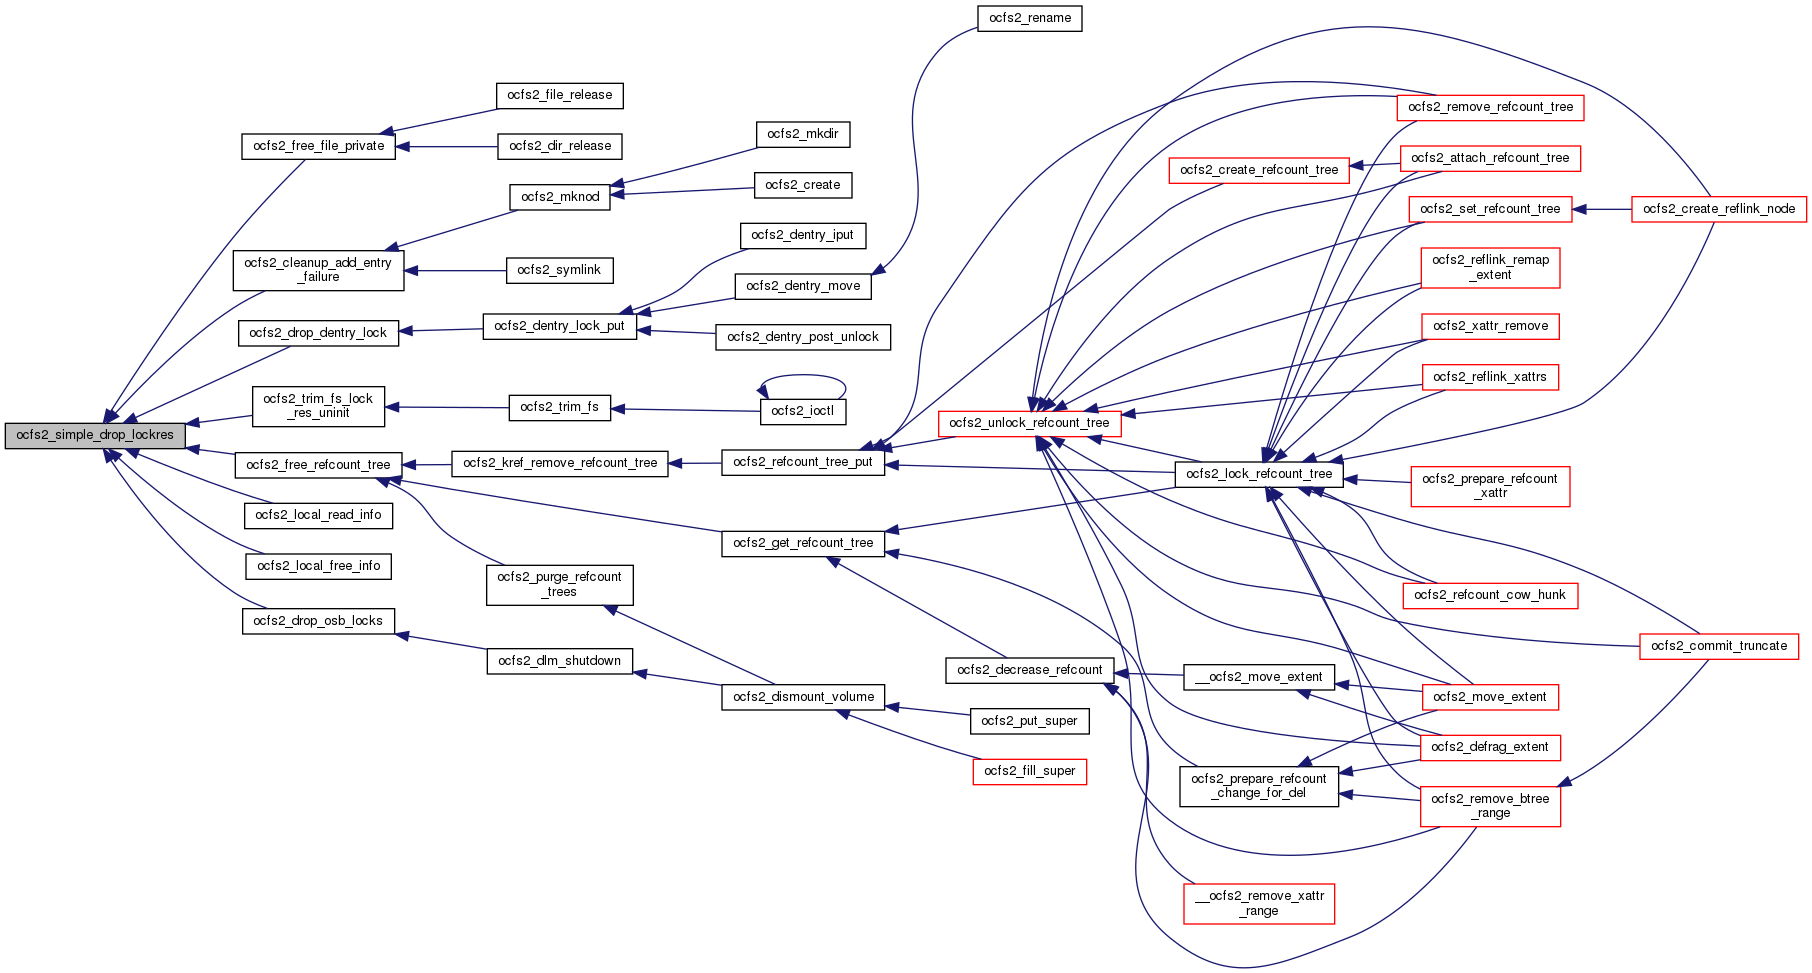 ocfs2_rename
ocfs2_file_release
ocfs2_remove_refcount_tree
ocfs2_mkdir
ocfs2_free_file_private
ocfs2_dir_release
ocfs2_attach_refcount_tree
ocfs2_create_refcount_tree
ocfs2_create
ocfs2_mknod
ocfs2_set_refcount_tree
ocfs2_create_reflink_node
ocfs2_dentry_iput
ocfs2_cleanup_add_entry
_failure
ocfs2_symlink
ocfs2_reflink_remap
_extent
ocfs2_dentry_move
ocfs2_drop_dentry_lock
ocfs2_dentry_lock_put
ocfs2_xattr_remove
ocfs2_dentry_post_unlock
ocfs2_reflink_xattrs
ocfs2_trim_fs_lock
_res_uninit
ocfs2_trim_fs
ocfs2_ioctl
ocfs2_unlock_refcount_tree
ocfs2_simple_drop_lockres
ocfs2_free_refcount_tree
ocfs2_kref_remove_refcount_tree
ocfs2_refcount_tree_put
ocfs2_lock_refcount_tree
ocfs2_prepare_refcount
_xattr
ocfs2_local_read_info
ocfs2_get_refcount_tree
ocfs2_local_free_info
ocfs2_purge_refcount
_trees
ocfs2_refcount_cow_hunk
ocfs2_drop_osb_locks
ocfs2_commit_truncate
ocfs2_dlm_shutdown
ocfs2_decrease_refcount
__ocfs2_move_extent
ocfs2_dismount_volume
ocfs2_move_extent
ocfs2_put_super
ocfs2_defrag_extent
ocfs2_fill_super
ocfs2_prepare_refcount
_change_for_del
ocfs2_remove_btree
_range
__ocfs2_remove_xattr
_range